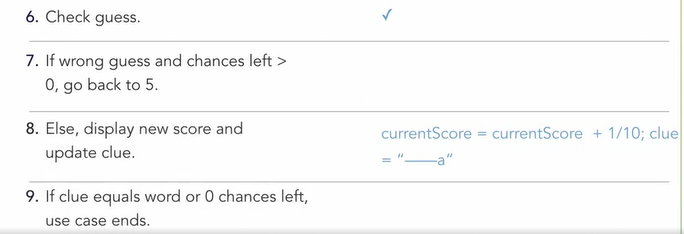 6. Check guess. ✓
7. If wrong guess and chances left >
0, go back to 5.
8. Else, display new score and
currentScore = currentScore + 1/10; clue
update clue.
= "——a"
9. If clue equals word or 0 chances left,
use case ends.